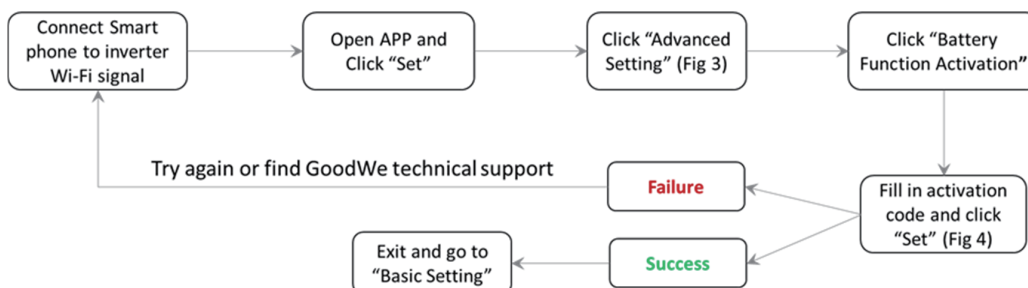 Connect Smart
phone to inverter
Wi-Fi signal
Open APP and
Click “Set”
Click “Advanced
Setting” (Fig 3)
Click “Battery
Function Activation”
Fill in activation
code and click
“Set” (Fig 4)
Failure
Try again or find GoodWe technical support
Success
Exit and go to
“Basic Setting”